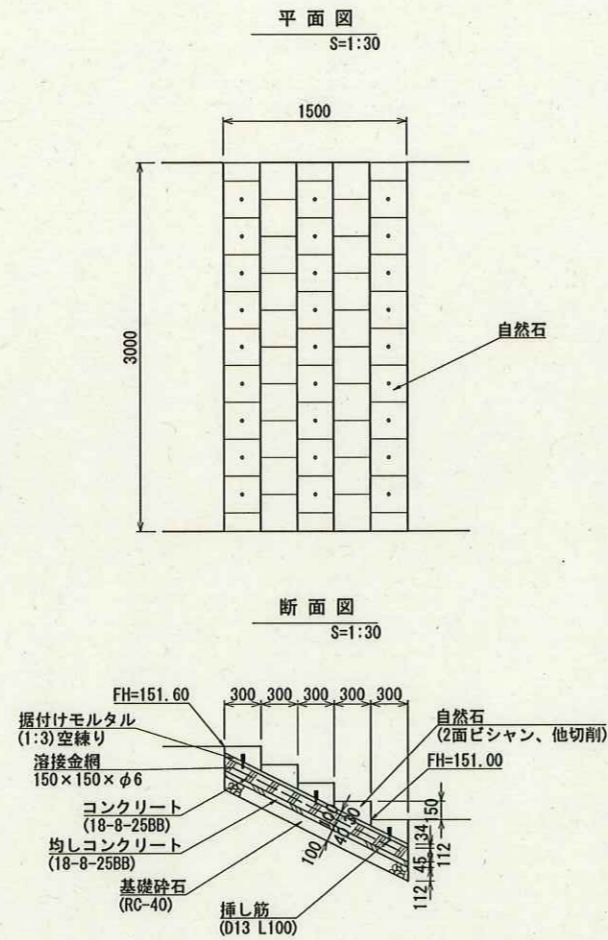 平面図
S=1:30
1500
3000
自然石
断面図
S=1:30
FH=151.60
300 300 300 300 300
据付けモルタル
(1:3)空練り
溶接金網
150×150×φ6
コンクリート
(18-8-25BB)
均しコンクリート
(18-8-25BB)
基礎砕石
(RC-40)
挿し筋
(D13 L100)
自然石
(2面ビシャン、他切削)
FH=151.00
30
100
40
100
150
34
112
45
112